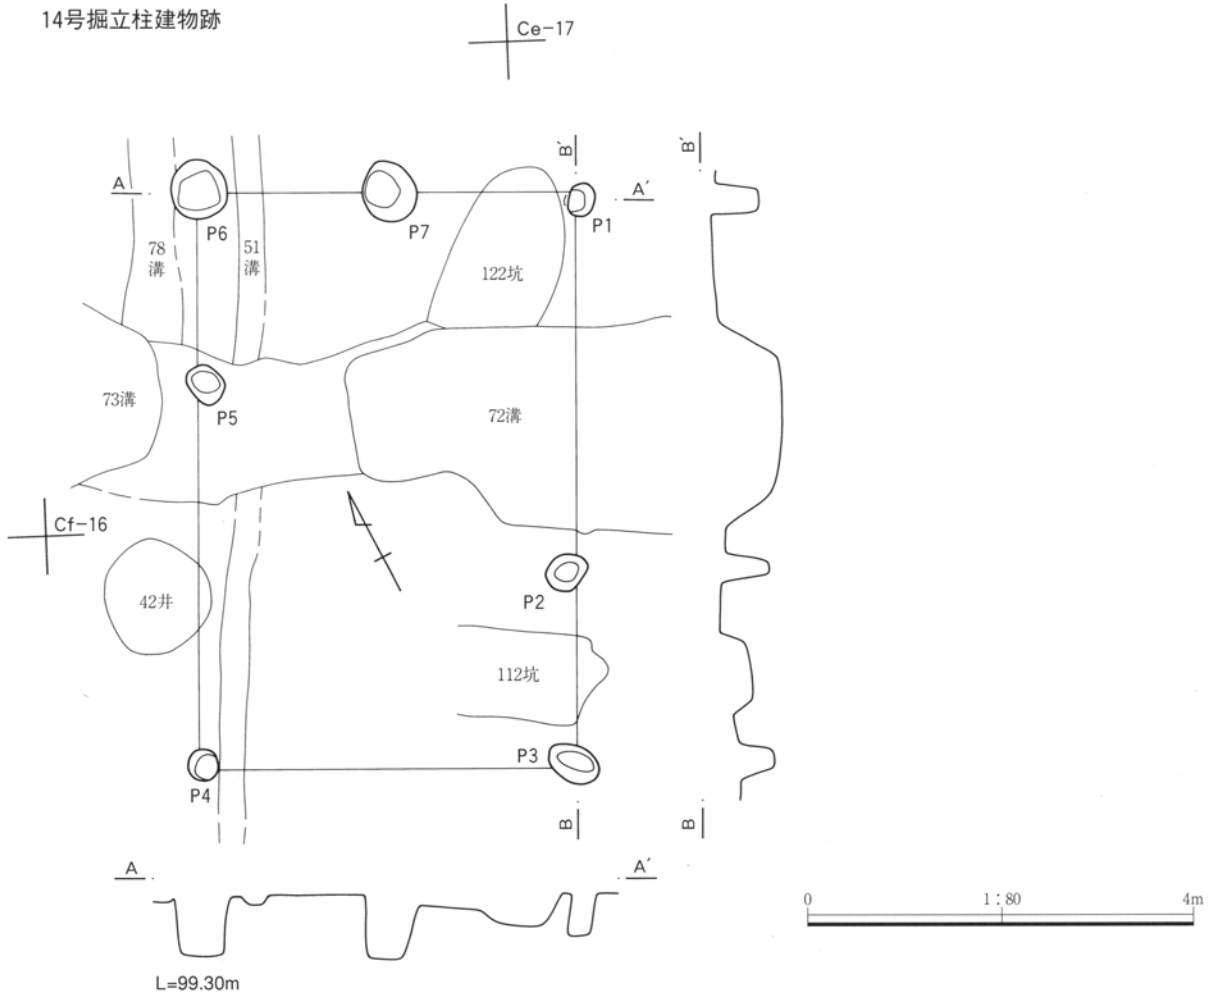 14号掘立柱建物跡
Ce-17
B′
B′
A
A′
P6
P7
P1
78
溝
51
溝
122坑
73溝
P5
72溝
Cf-16
42井
P2
112坑
P3
P4
B
B
A
A′
0
1：80
4m
L=99.30m